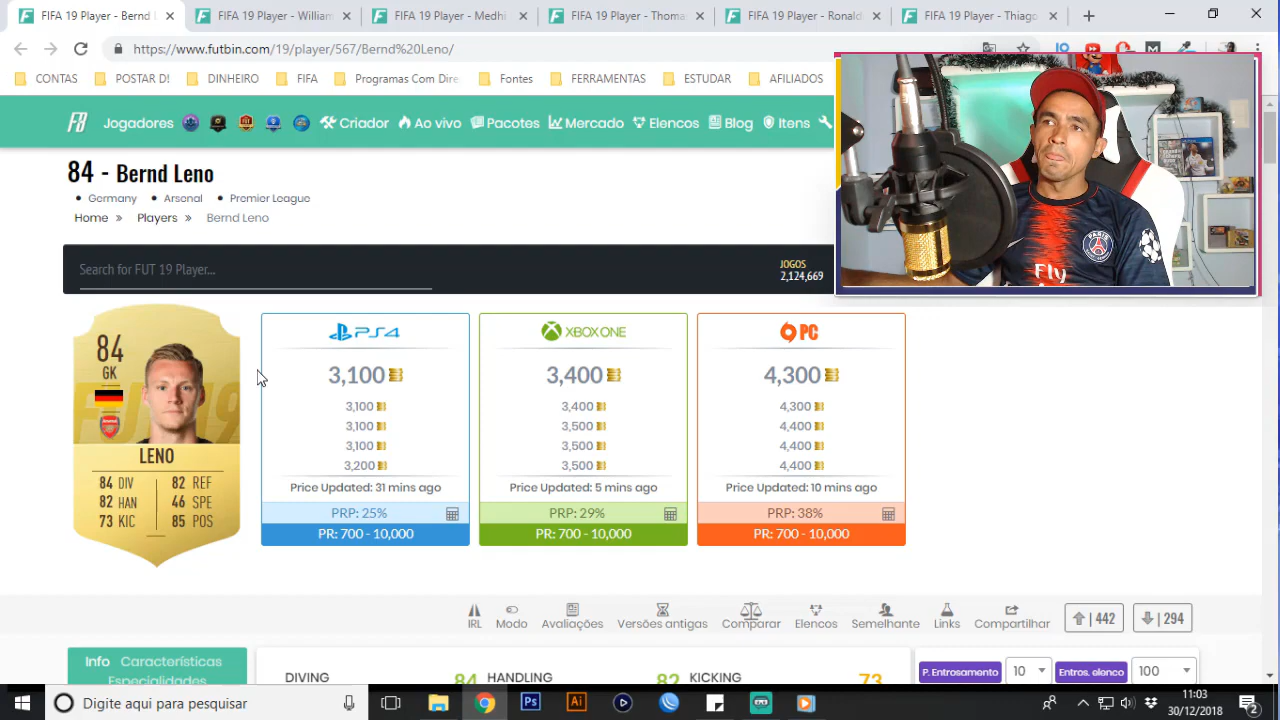 FIFA 19 Player - Bernd L
FIFA 19 Player - William
FIFA 19 Player - Medhi
FIFA 19 Player - Thoma
FIFA 19 Player - Ronald
FIFA 19 Player - Thiago
https://www.futbin.com/19/player/567/Bernd%20Leno/
CONTAS
POSTAR D!
DINHEIRO
FIFA
Programas Com Dire
Fontes
FERRAMENTAS
ESTUDAR
AFILIADOS
Jogadores
Criador
Ao vivo
Pacotes
Mercado
Elencos
Blog
Itens
84 - Bernd Leno
Germany
Arsenal
Premier League
Home »
Players »
Bernd Leno
Search for FUT 19 Player...
JOGOS
2,124,669
84
GK
LENO
84 DIV
82 REF
82 HAN
46 SPE
73 KIC
85 POS
PS4
3,100
3,100
3,100
3,100
3,200
Price Updated: 31 mins ago
PRP: 25%
PR: 700 - 10,000
XBOX ONE
3,400
3,400
3,500
3,500
3,500
Price Updated: 5 mins ago
PRP: 29%
PR: 700 - 10,000
PC
4,300
4,300
4,400
4,400
4,400
Price Updated: 10 mins ago
PRP: 38%
PR: 700 - 10,000
IRL
Modo
Avaliações
Versões antigas
Comparar
Elencos
Semelhante
Links
Compartilhar
| 442
| 294
Info
Características
Especialidades
DIVING
84
HANDLING
82
KICKING
73
P. Entrosamento
10
Entros. elenco
100
Digite aqui para pesquisar
11:03
30/12/2018